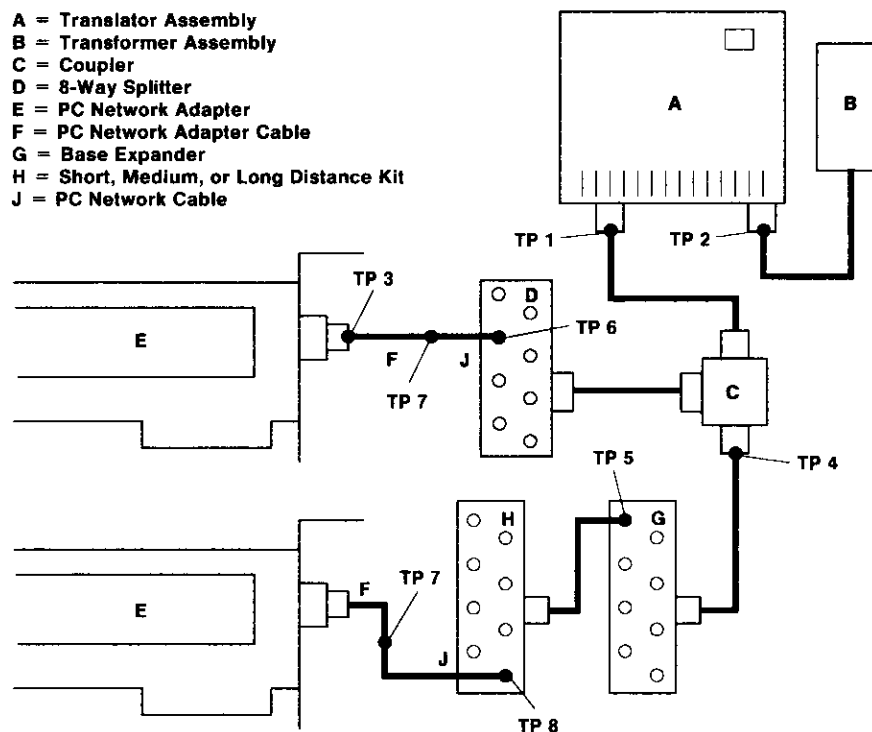 A = Translator Assembly
B = Transformer Assembly
C = Coupler
D = 8-Way Splitter
E = PC Network Adapter
F = PC Network Adapter Cable
G = Base Expander
H = Short, Medium, or Long Distance Kit
J = PC Network Cable
A
B
TP 1
TP 2
TP 3
D
TP 6
E
F
J
TP 7
C
TP 4
TP 5
H
G
F
TP 7
E
J
TP 8